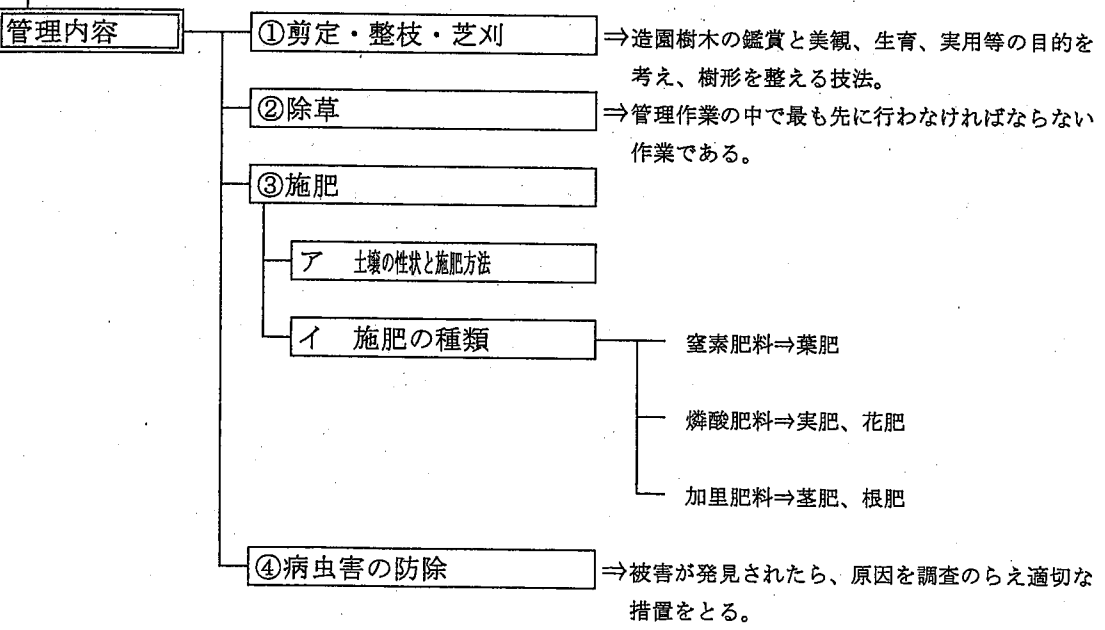 管理内容
①剪定・整枝・芝刈
⇒造園樹木の鑑賞と美観、生育、実用等の目的を
考え、樹形を整える技法。
②除草
⇒管理作業の中で最も先に行わなければならない
作業である。
③施肥
ア 土壌の性状と施肥方法
イ 施肥の種類
窒素肥料⇒葉肥
燐酸肥料⇒実肥、花肥
加里肥料⇒茎肥、根肥
④病虫害の防除
⇒被害が発見されたら、原因を調査のらえ適切な
措置をとる。